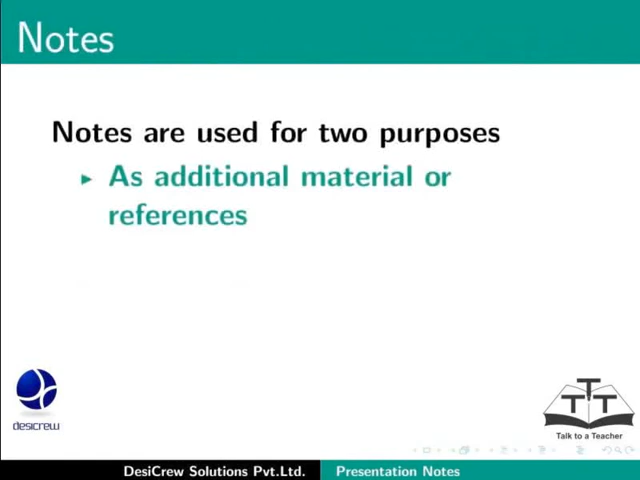 Notes
Notes are used for two purposes
As additional material or
references
desicrew
T
T T
Talk to a Teacher
DesiCrew Solutions Pvt.Ltd. Presentation Notes